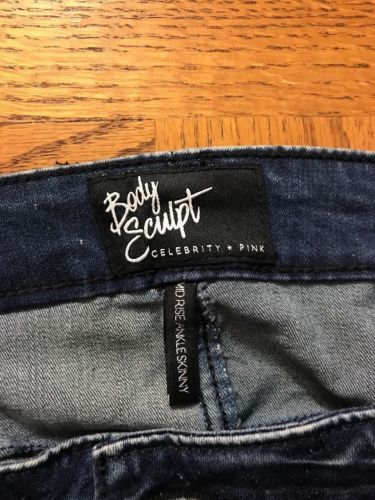 Body
Sculpt
CELEBRITY ★ PINK
MID RISE ANKLE SKINNY